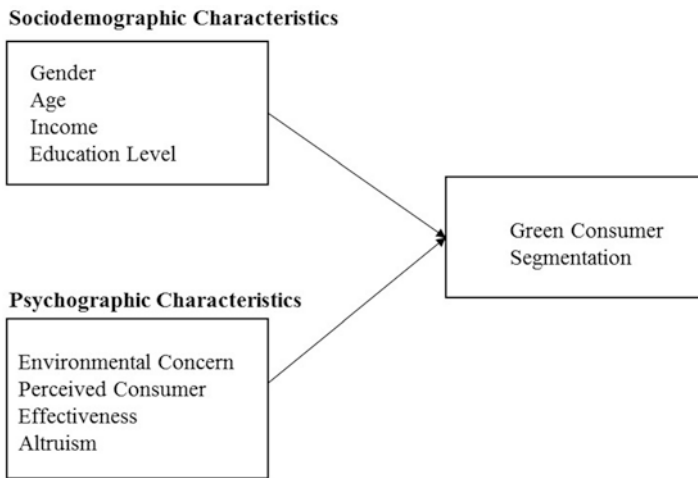 Sociodemographic Characteristics
Gender
Age
Income
Education Level
Green Consumer
Segmentation
Psychographic Characteristics
Environmental Concern
Perceived Consumer
Effectiveness
Altruism